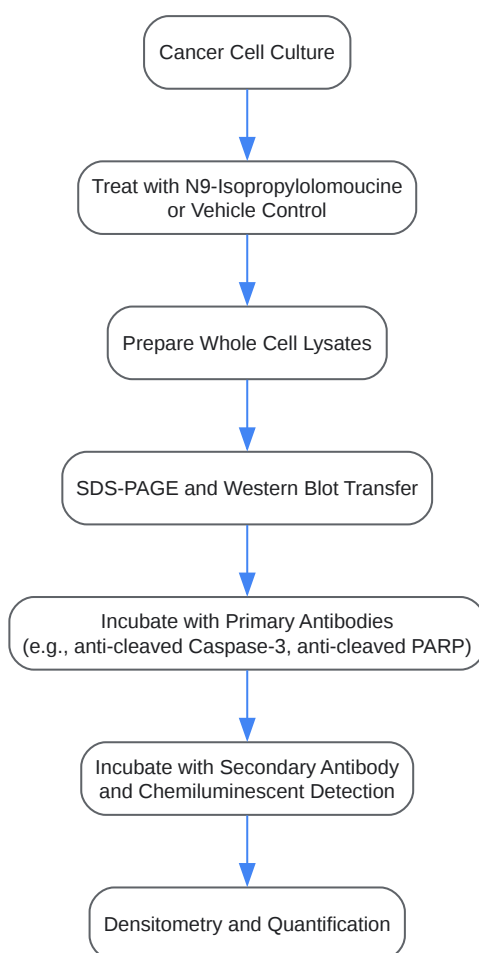 Cancer Cell Culture
Treat with N9-Isopropylolomoucine
or Vehicle Control
Prepare Whole Cell Lysates
SDS-PAGE and Western Blot Transfer
Incubate with Primary Antibodies
(e.g., anti-cleaved Caspase-3, anti-cleaved PARP)
Incubate with Secondary Antibody
and Chemiluminescent Detection
Densitometry and Quantification